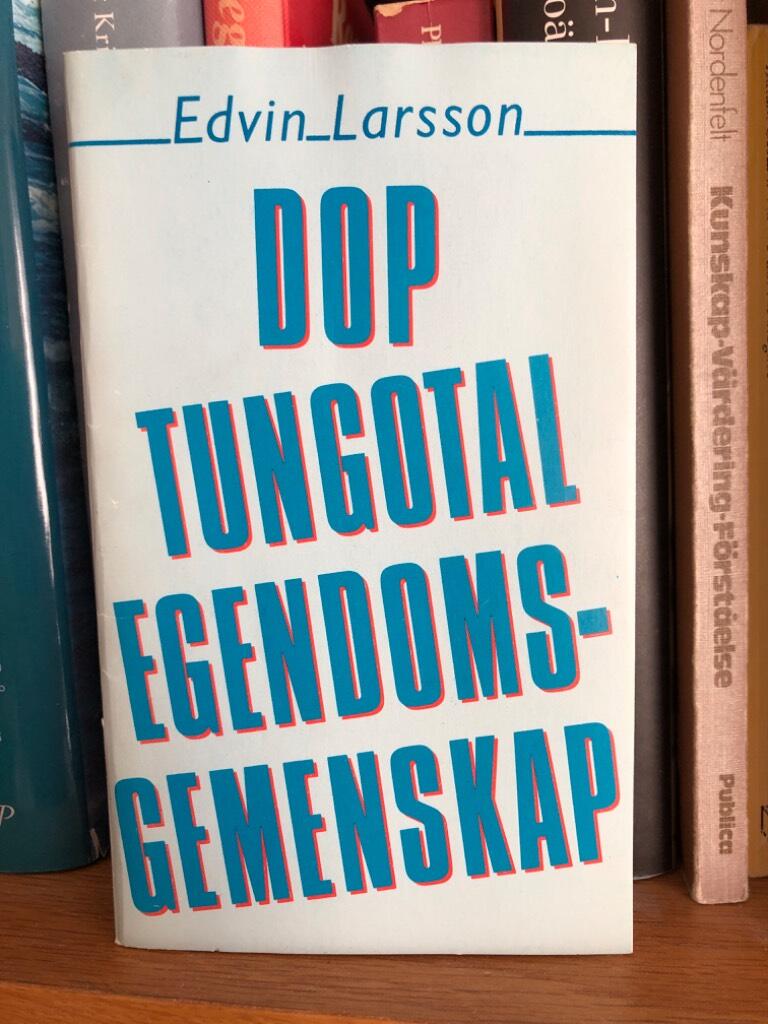 Edvin Larsson
DOP
TUNGOTAL
EGENDOMS-
GEMENSKAP
Nordenfelt
Kunskap-Värdering-Förståelse
Publica